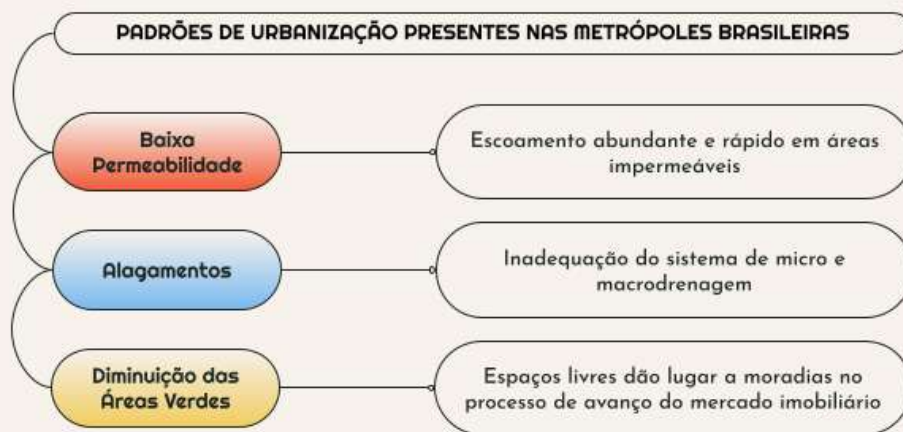 PADRÕES DE URBANIZAÇÃO PRESENTES NAS METRÓPOLES BRASILEIRAS
Baixa
Permeabilidade
Escoamento abundante e rápido em áreas
impermeáveis
Alagamentos
Inadequação do sistema de micro e
macrodrenagem
Diminuição das
Áreas Verdes
Espaços livres dão lugar a moradias no
processo de avanço do mercado imobiliário